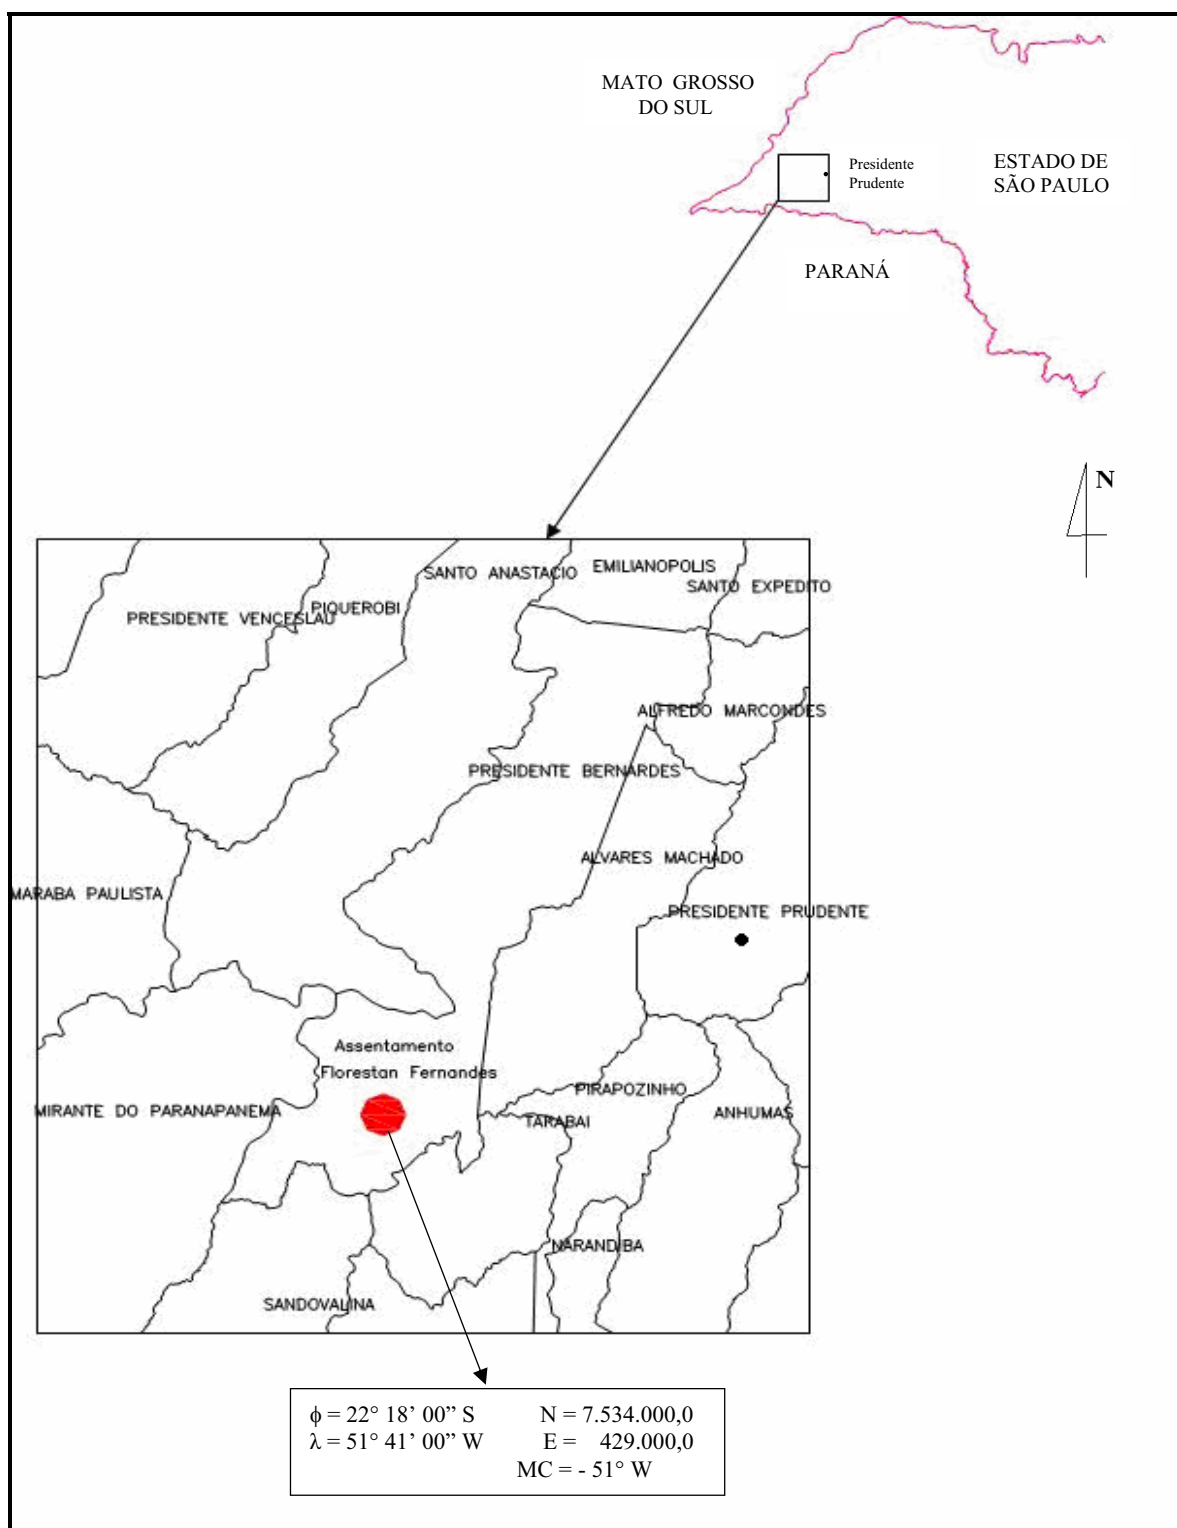 MATO GROSSO
DO SUL
Presidente
Prudente
ESTADO DE
SÃO PAULO
PARANÁ
N
EMILIANOPOLIS
SANTO ANASTACIO
SANTO EXPEDITO
PIQUEROBI
PRESIDENTE VENCESLAU
ALFREDO MARCONDES
PRESIDENTE BERNARDES
ALVARES MACHADO
MARABA PAULISTA
PRESIDENTE PRUDENTE
Assentamento
Florestan Fernandes
PIRAPOZINHO
MIRANTE DO PARANAPANEMA
TARABAI
ANHUMAS
NARANDIBA
SANDOVALINA
ϕ = 22° 18’ 00” S N = 7.534.000,0
λ = 51° 41’ 00” W E = 429.000,0
MC = - 51° W